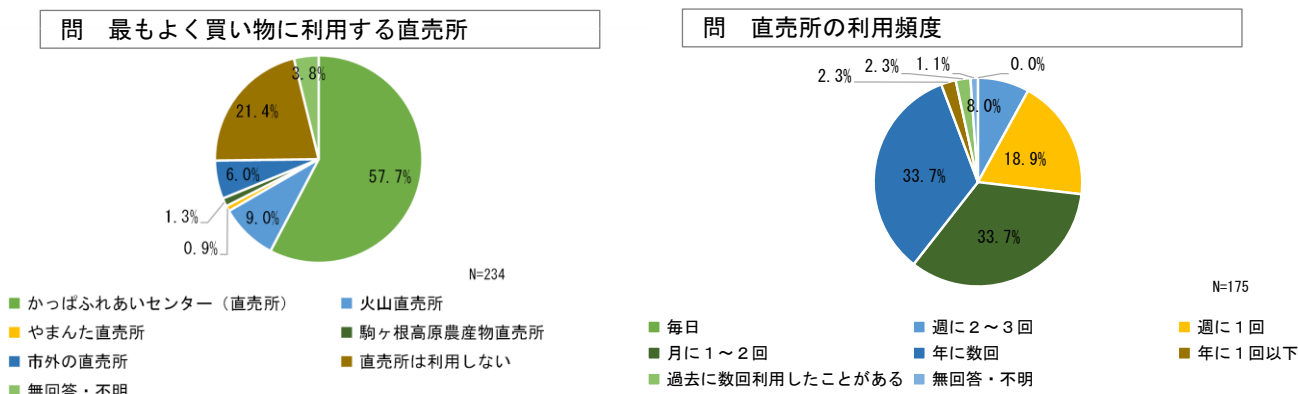 問　最もよく買い物に利用する直売所
3.8%
21.4%
57.7%
6.0%
1.3%
9.0%
0.9%
N=234
かっぱふれあいセンター（直売所）
火山直売所
やまんた直売所
駒ヶ根高原農産物直売所
市外の直売所
直売所は利用しない
無回答・不明
問　直売所の利用頻度
2.3%
2.3%
1.1%
0.0%
8.0%
18.9%
33.7%
33.7%
N=175
毎日
週に２～３回
週に１回
月に１～２回
年に数回
年に１回以下
過去に数回利用したことがある
無回答・不明